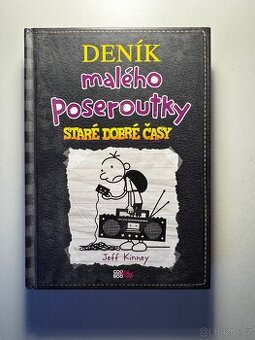 DENÍK
malého
poseroutky
STARÉ DOBRÉ ČASY
Jeff Kinney